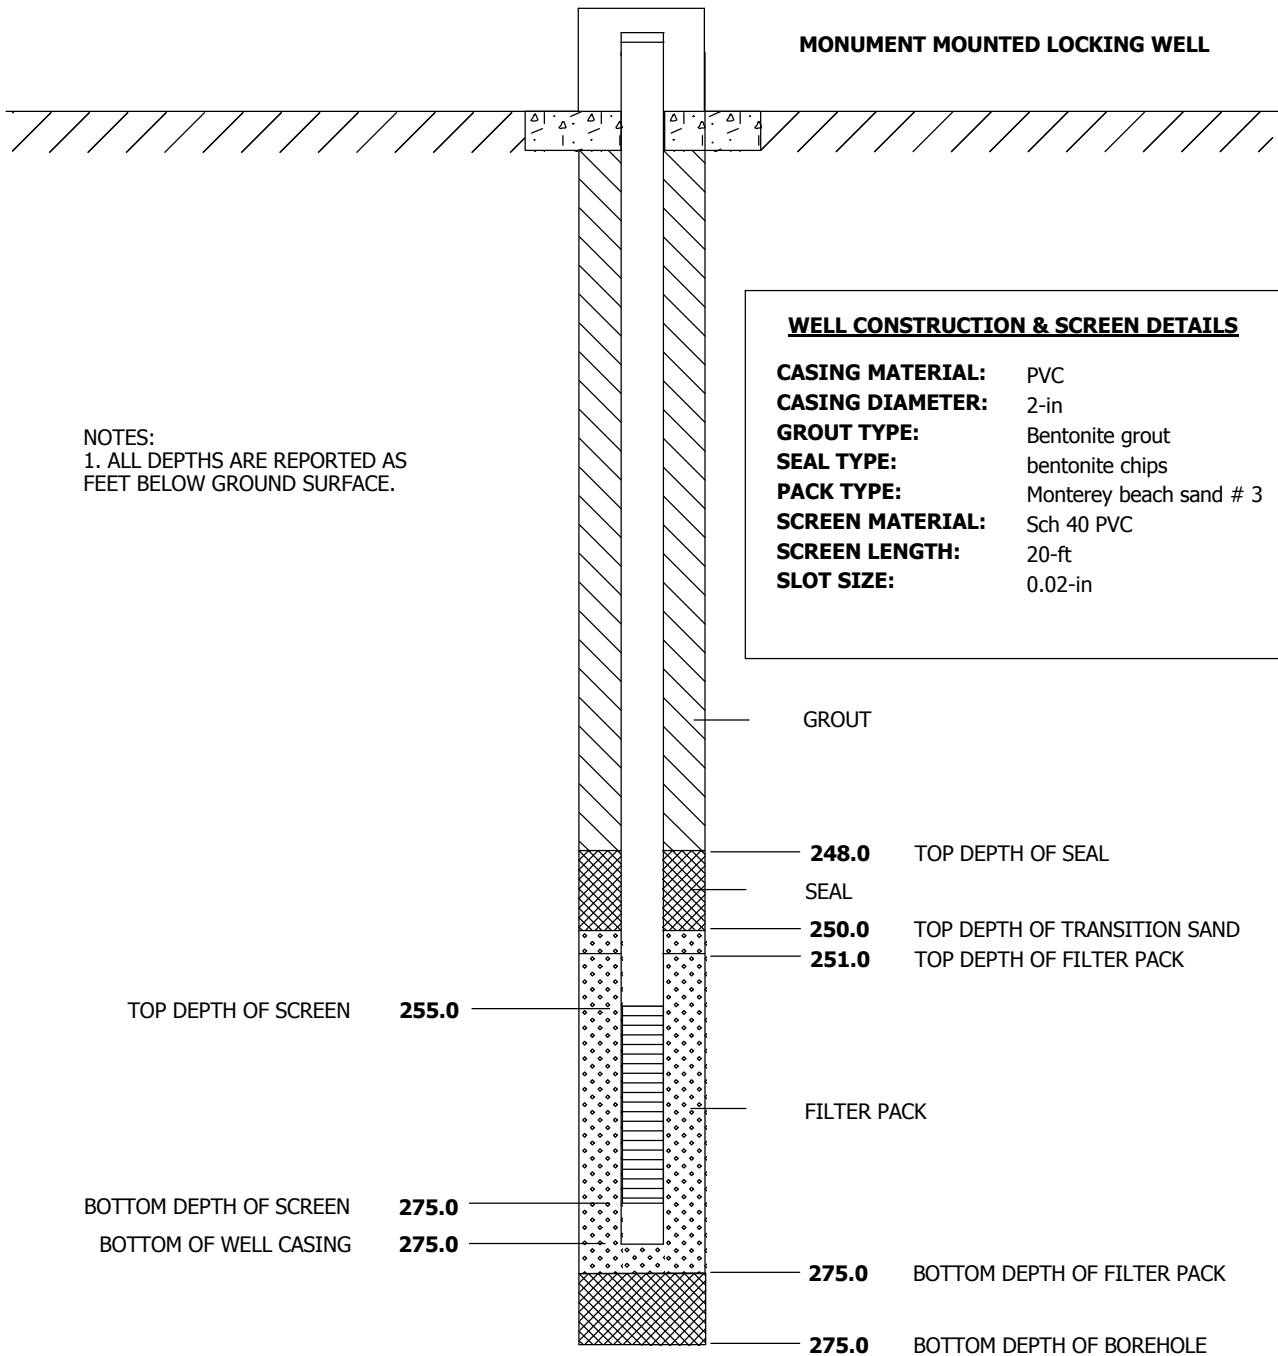 MONUMENT MOUNTED LOCKING WELL
WELL CONSTRUCTION & SCREEN DETAILS
CASING MATERIAL: PVC
CASING DIAMETER: 2-in
GROUT TYPE: Bentonite grout
SEAL TYPE: bentonite chips
PACK TYPE: Monterey beach sand # 3
SCREEN MATERIAL: Sch 40 PVC
SCREEN LENGTH: 20-ft
SLOT SIZE: 0.02-in
NOTES:
1. ALL DEPTHS ARE REPORTED AS
FEET BELOW GROUND SURFACE.
GROUT
248.0 TOP DEPTH OF SEAL
SEAL
250.0 TOP DEPTH OF TRANSITION SAND
251.0 TOP DEPTH OF FILTER PACK
TOP DEPTH OF SCREEN 255.0
FILTER PACK
BOTTOM DEPTH OF SCREEN 275.0
BOTTOM OF WELL CASING 275.0
275.0 BOTTOM DEPTH OF FILTER PACK
275.0 BOTTOM DEPTH OF BOREHOLE